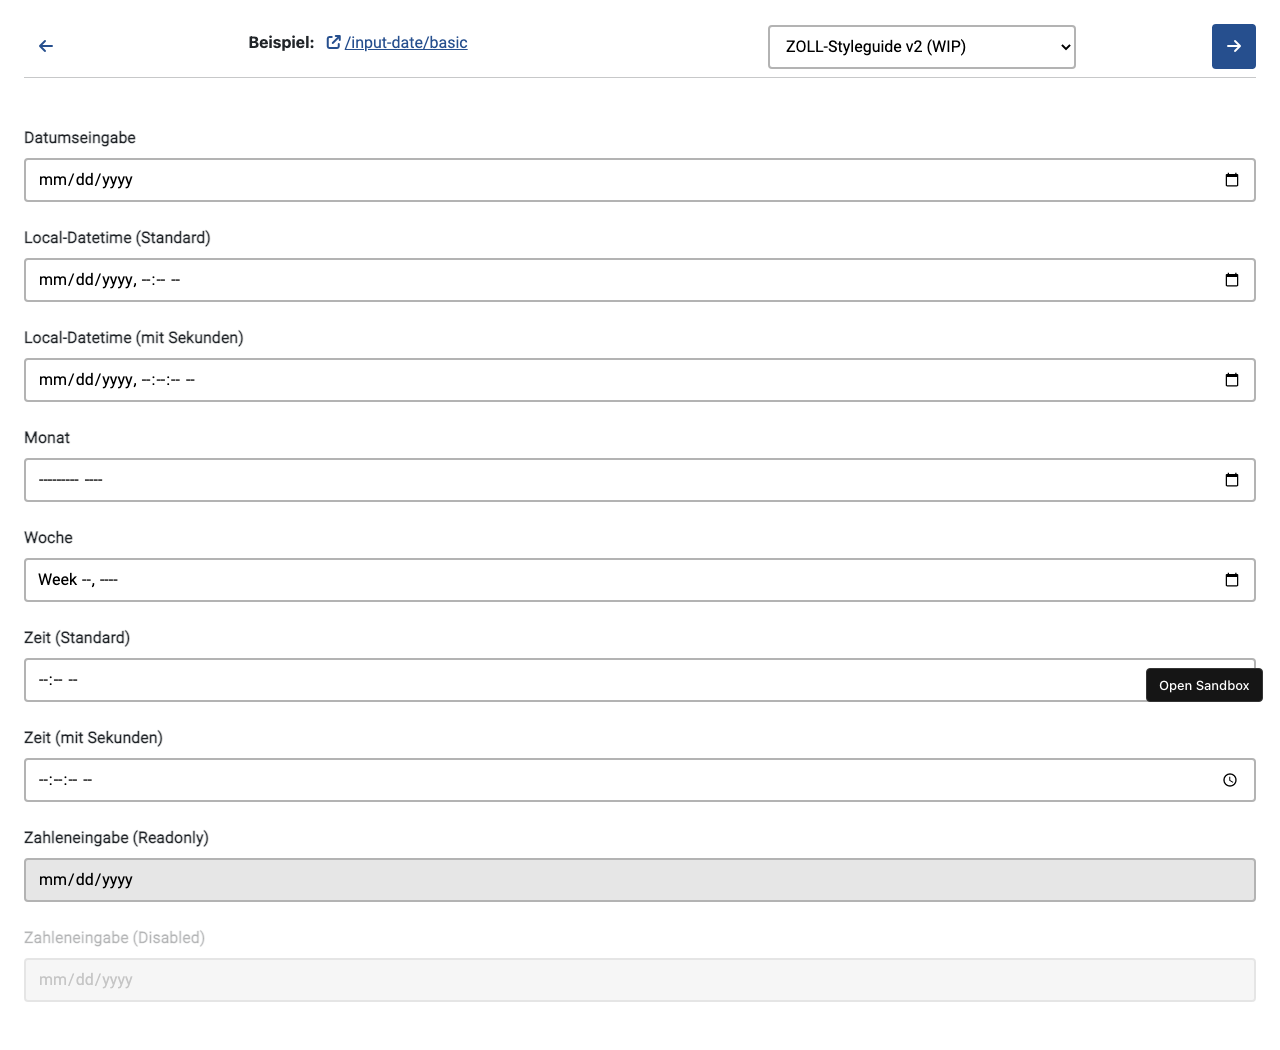 Beispiel: /input-date/basic
ZOLL-Styleguide v2 (WIP)
Datumseingabe
mm/dd/yyyy
Local-Datetime (Standard)
mm/dd/yyyy, --:-- --
Local-Datetime (mit Sekunden)
mm/dd/yyyy, --:--:-- --
Monat
--------- ----
Woche
Week --, ----
Zeit (Standard)
--:-- --
Open Sandbox
Zeit (mit Sekunden)
--:--:-- --
Zahleneingabe (Readonly)
mm/dd/yyyy
Zahleneingabe (Disabled)
mm/dd/yyyy